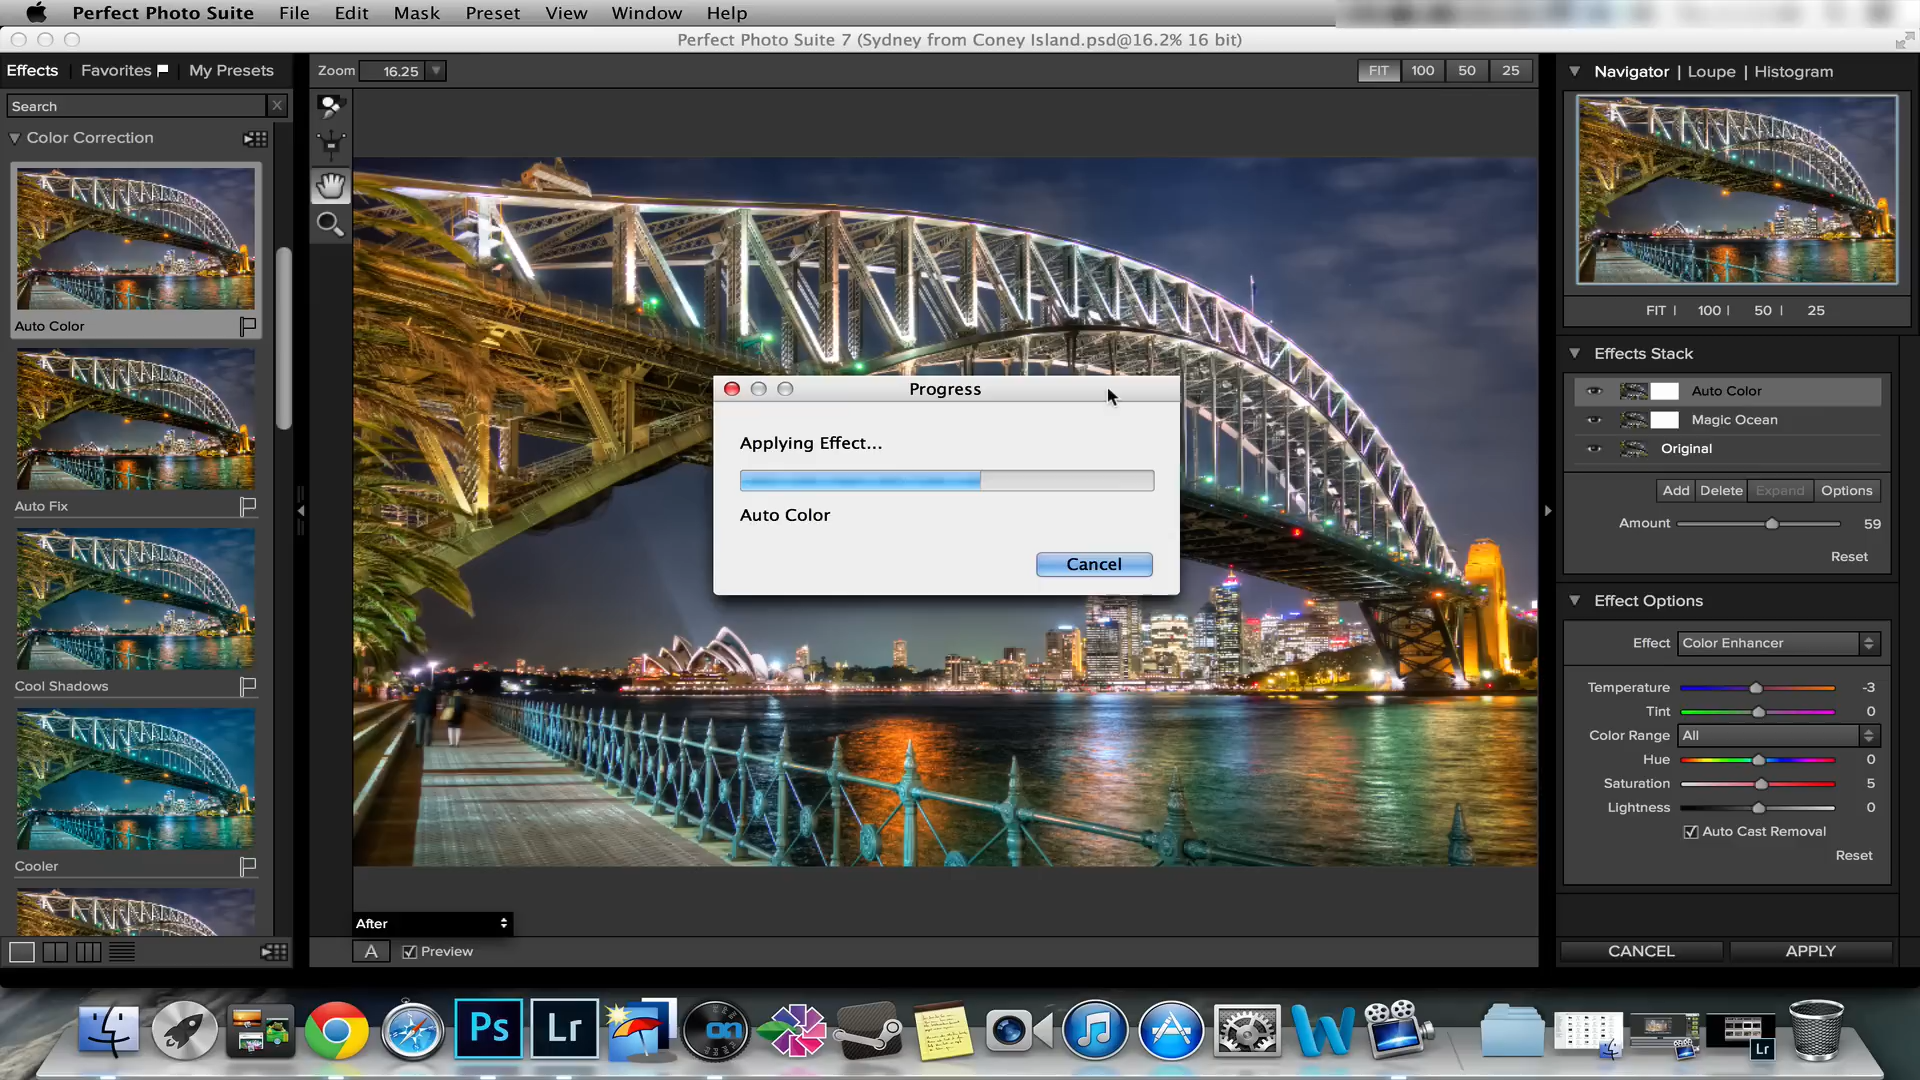 Perfect Photo Suite File Edit Mask Preset View Window Help
Perfect Photo Suite 7 (Sydney from Coney Island.psd@16.2% 16 bit)
Effects Favorites My Presets
Search
Color Correction
Auto Color
Auto Fix
Cool Shadows
Cooler
Zoom 16.25
FIT 100 50 25
Progress
Applying Effect...
Auto Color
Cancel
After
A Preview
Navigator | Loupe | Histogram
FIT | 100 | 50 | 25
Effects Stack
Auto Color
Magic Ocean
Original
Add Delete Expand Options
Amount 59
Reset
Effect Options
Effect Color Enhancer
Temperature -3
Tint 0
Color Range All
Hue 0
Saturation 5
Lightness 0
Auto Cast Removal
Reset
CANCEL APPLY
Ps Lr on W Lr